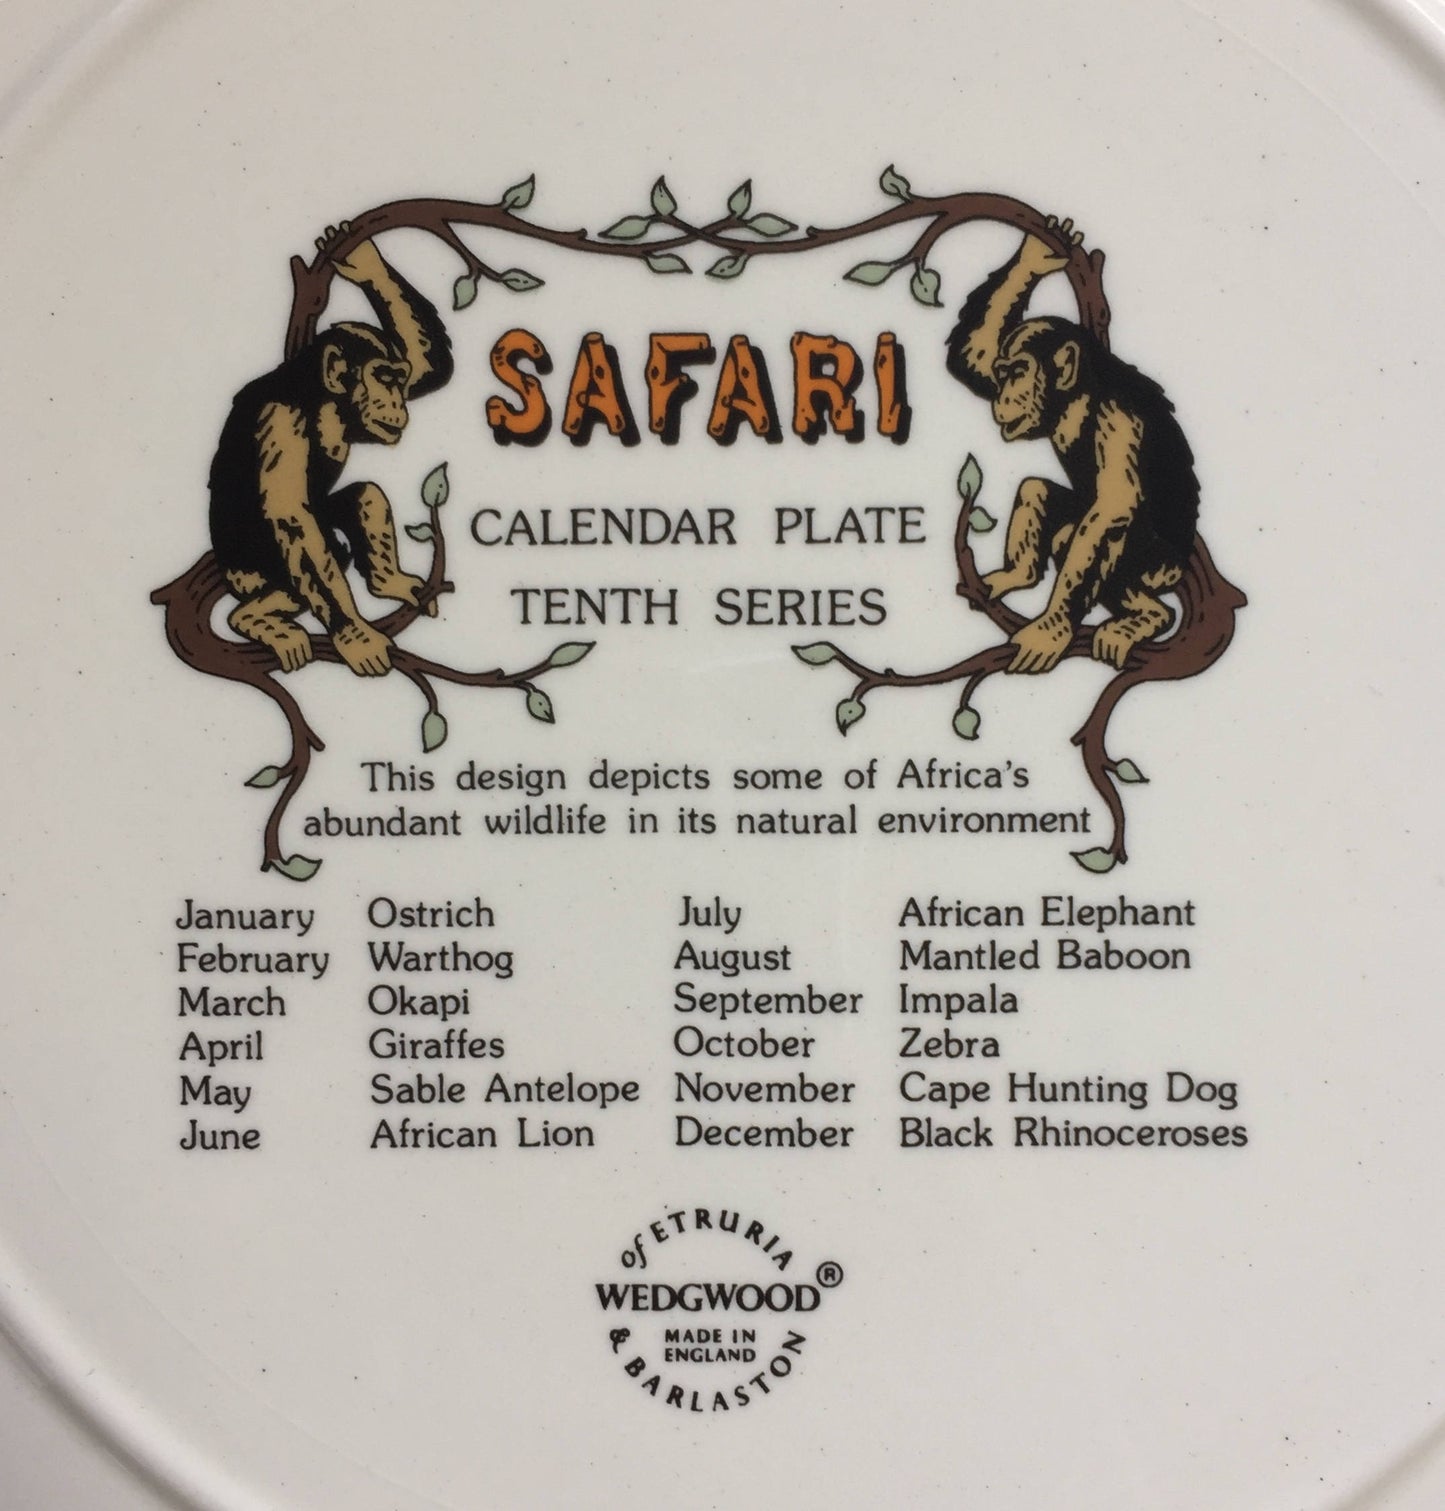 SAFARI
CALENDAR PLATE
TENTH SERIES
This design depicts some of Africa's
abundant wildlife in its natural environment
January Ostrich July African Elephant
February Warthog August Mantled Baboon
March Okapi September Impala
April Giraffes October Zebra
May Sable Antelope November Cape Hunting Dog
June African Lion December Black Rhinoceroses
of ETRURIA
WEDGWOOD®
MADE IN
ENGLAND
& BARLASTON